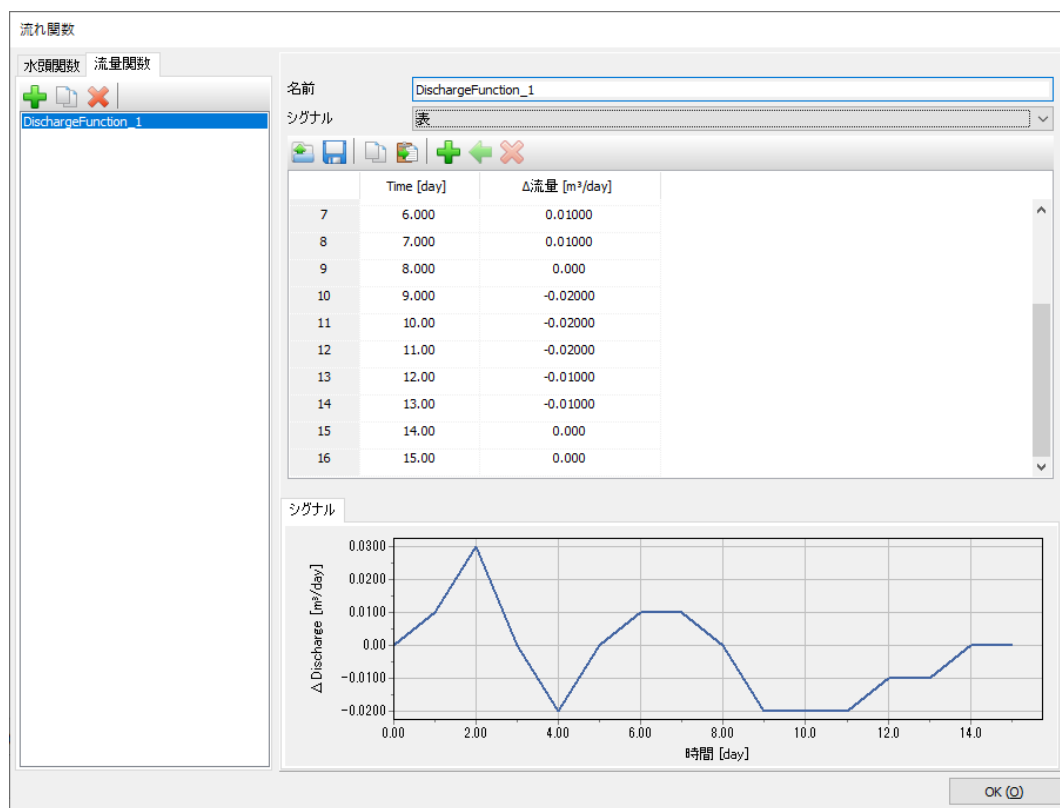 流れ関数
水頭関数 流量関数
DischargeFunction_1
名前 DischargeFunction_1
シグナル 表
Time [day] Δ流量 [m³/day]
7 6.000 0.01000
8 7.000 0.01000
9 8.000 0.000
10 9.000 -0.02000
11 10.00 -0.02000
12 11.00 -0.02000
13 12.00 -0.01000
14 13.00 -0.01000
15 14.00 0.000
16 15.00 0.000
シグナル
Δ Discharge [m³/day]
0.0300
0.0200
0.0100
0.00
-0.0100
-0.0200
0.00 2.00 4.00 6.00 8.00 10.0 12.0 14.0
時間 [day]
OK (O)